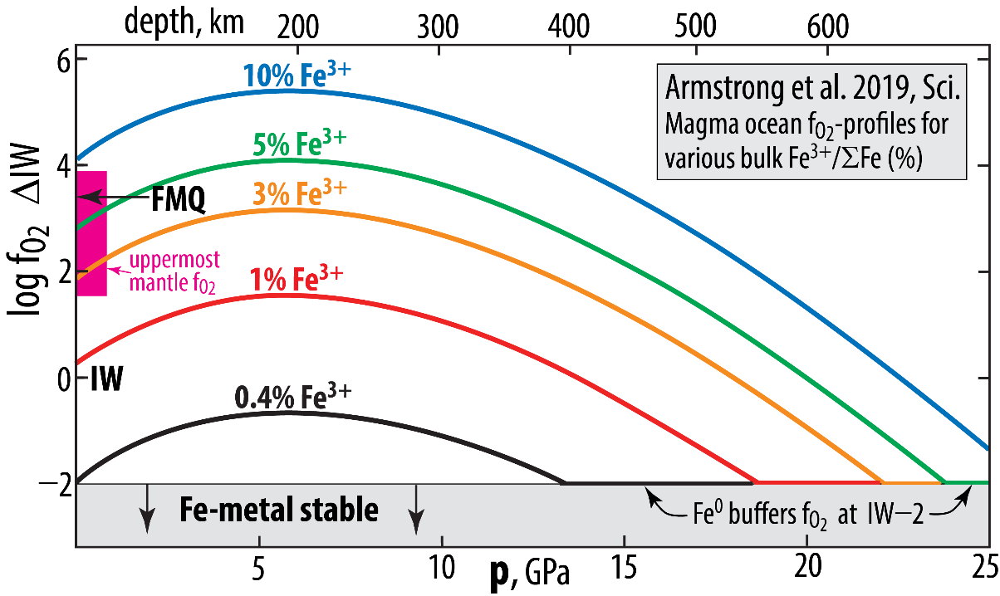 depth, km 200 300 400 500 600
6
10% Fe³⁺
Armstrong et al. 2019, Sci.
Magma ocean fO₂-profiles for
various bulk Fe³⁺/ΣFe (%)
5% Fe³⁺
4
FMQ
3% Fe³⁺
log fO₂ ΔIW
uppermost
mantle fO₂
2
1% Fe³⁺
0
IW
0.4% Fe³⁺
−2
Fe-metal stable
Fe⁰ buffers fO₂ at IW−2
5 10 15 20 25
p, GPa